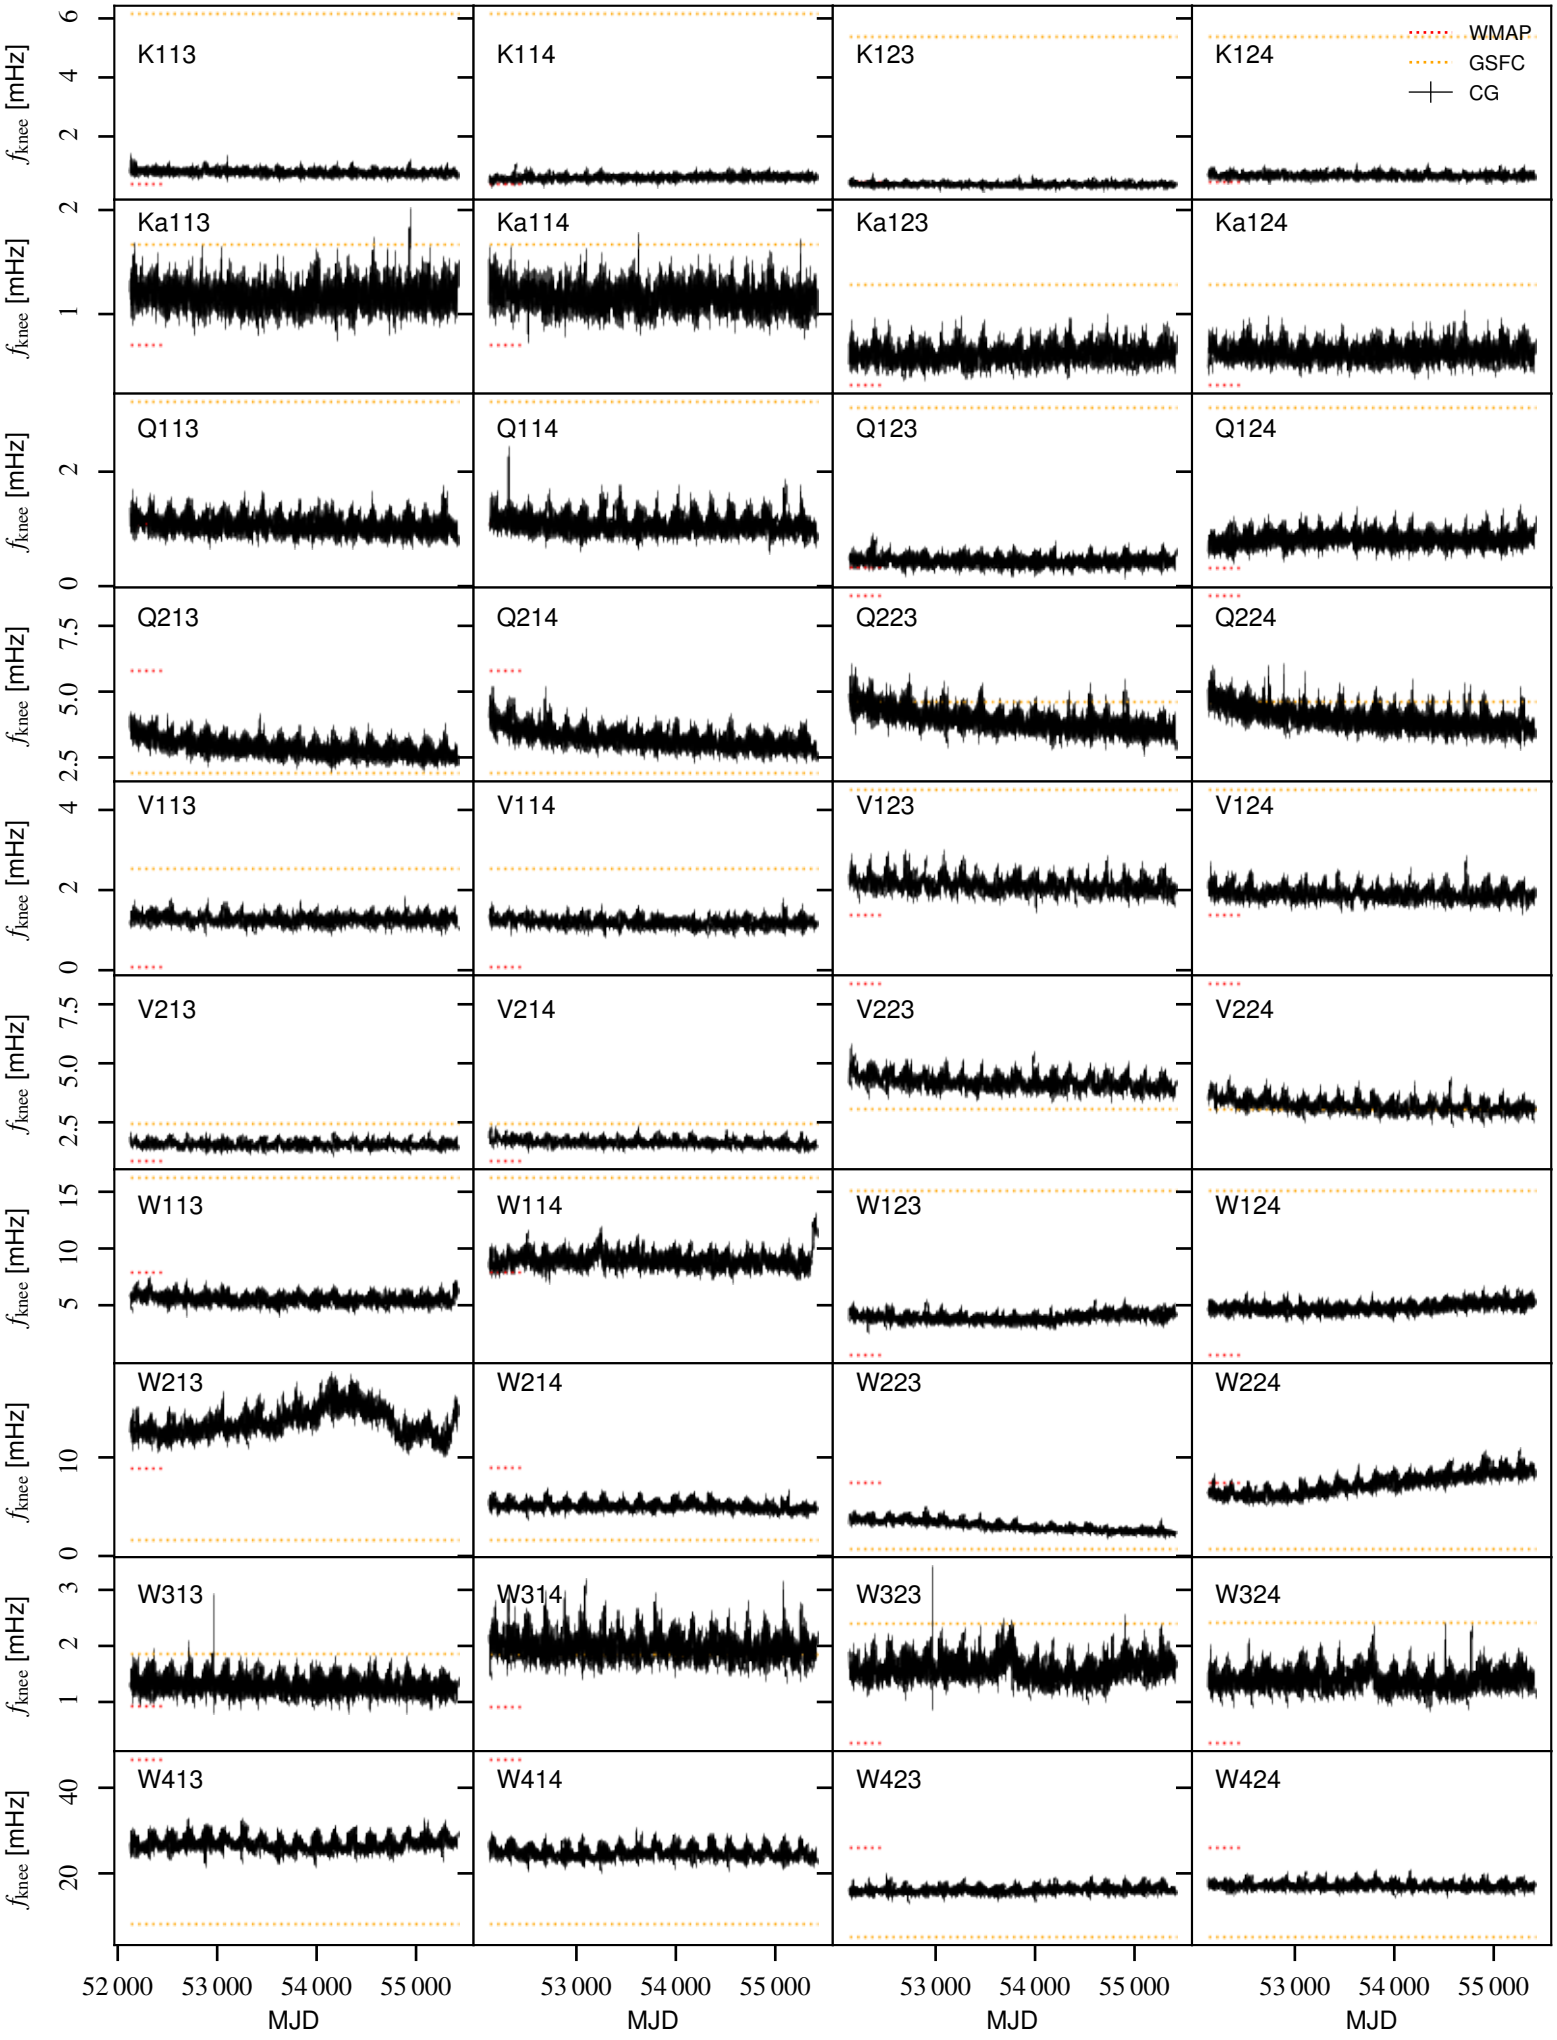 6
4
2
f_knee [mHz]
K113
K114
K123
K124
WMAP
GSFC
CG
2
1
f_knee [mHz]
Ka113
Ka114
Ka123
Ka124
2
0
f_knee [mHz]
Q113
Q114
Q123
Q124
7.5
5.0
2.5
f_knee [mHz]
Q213
Q214
Q223
Q224
4
2
0
f_knee [mHz]
V113
V114
V123
V124
7.5
5.0
2.5
f_knee [mHz]
V213
V214
V223
V224
15
10
5
f_knee [mHz]
W113
W114
W123
W124
10
0
f_knee [mHz]
W213
W214
W223
W224
3
2
1
f_knee [mHz]
W313
W314
W323
W324
40
20
f_knee [mHz]
W413
W414
W423
W424
52 000 53 000 54 000 55 000 53 000 54 000 55 000 53 000 54 000 55 000 53 000 54 000 55 000
MJD MJD MJD MJD